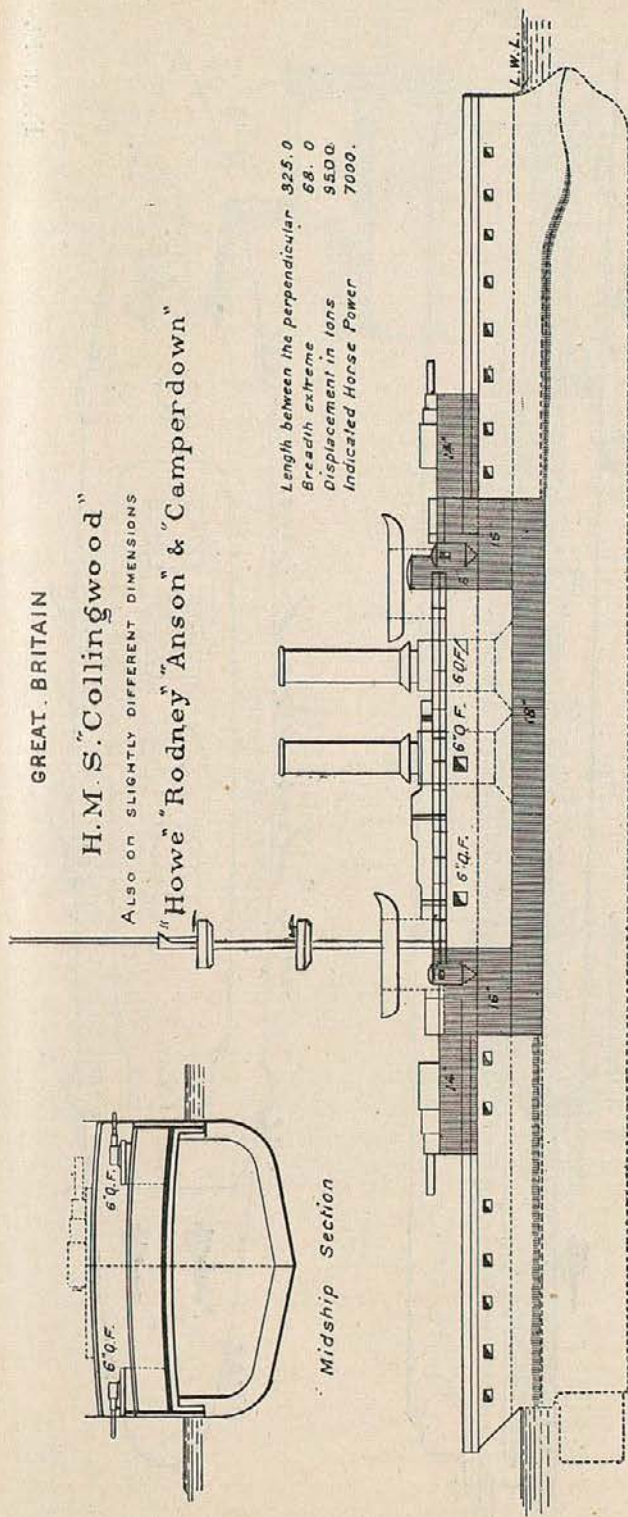 GREAT. BRITAIN
H.M.S. "Collingwood"
ALSO ON SLIGHTLY DIFFERENT DIMENSIONS
"Howe" "Rodney" "Anson" & "Camperdown"
Length between the perpendicular 325.0
Breadth extreme 68.0
Displacement in tons 9500
Indicated Horse Power 7000.
6"Q.F. 6"Q.F.
Midship Section
14" 16" 6"Q.F. 6"Q.F. 6Q.F. 18" 16 14"
L.W.L.